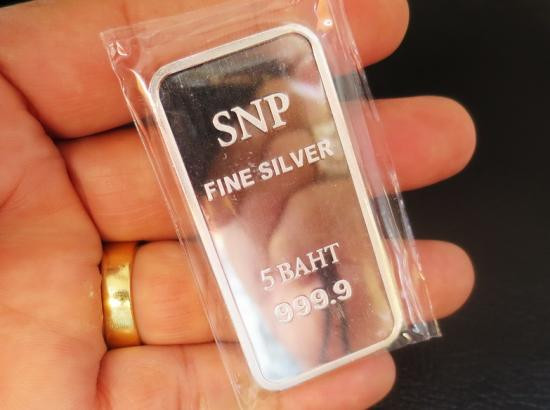 SNP
FINE SILVER
5 BAHT
999.9